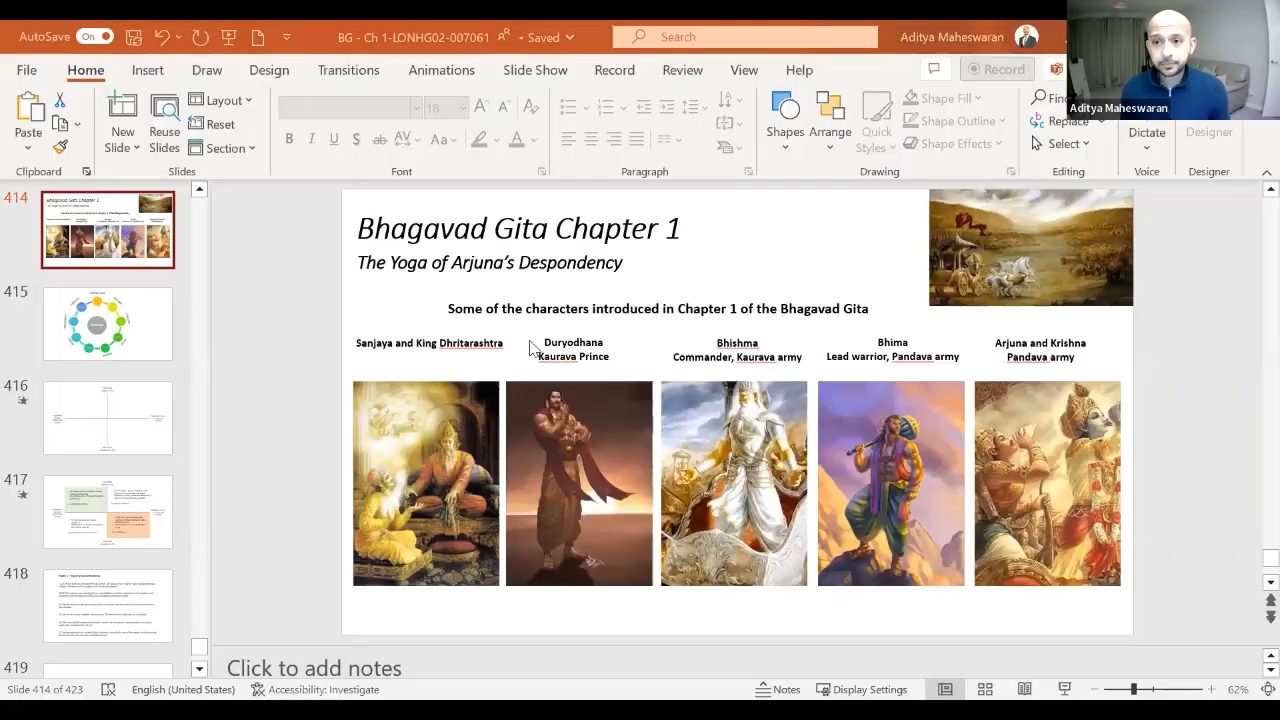 AutoSave On
BG - Ch 1-LONHG02-007061 • Saved
Search
Aditya Maheswaran
File Home Insert Draw Design Transitions Animations Slide Show Record Review View Help
Record
Aditya Maheswaran
Paste
New Slide
Reuse Slides
Layout
Reset
Section
18
Aa
Shapes
Arrange
Quick Styles
Shape Fill
Shape Outline
Shape Effects
Replace
Select
Dictate
Designer
Clipboard Slides Font Paragraph Drawing Editing Voice Designer
414
Bhagavad Gita Chapter 1
The Yoga of Arjuna’s Despondency
Some of the characters introduced in Chapter 1 of the Bhagavad Gita
Sanjaya and King Dhritarashtra
Duryodhana
Kaurava Prince
Bhishma
Commander, Kaurava army
Bhima
Lead warrior, Pandava army
Arjuna and Krishna
Pandava army
415
416
417
418
419
Click to add notes
Slide 414 of 423 English (United States) Accessibility: Investigate Notes Display Settings 62%